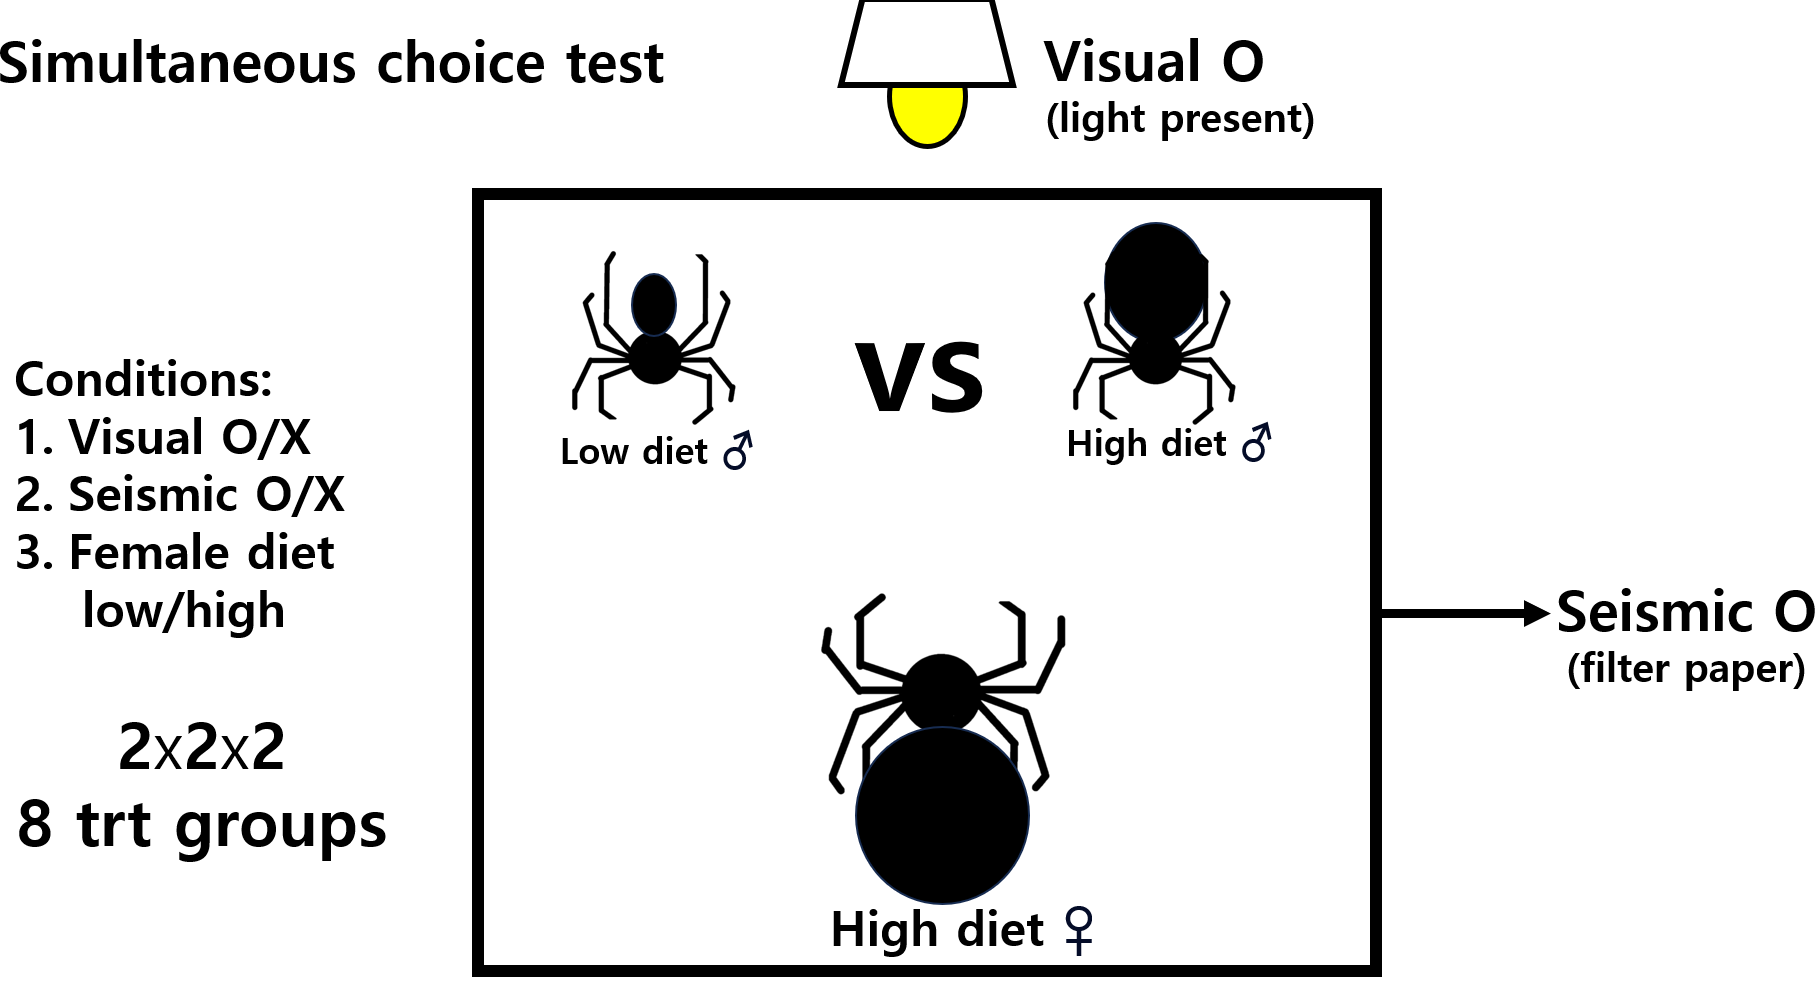 Simultaneous choice test
Visual O
(light present)
Low diet ♂
vs
High diet ♂
Conditions:
1. Visual O/X
2. Seismic O/X
3. Female diet
low/high
2x2x2
8 trt groups
Seismic O
(filter paper)
High diet ♀